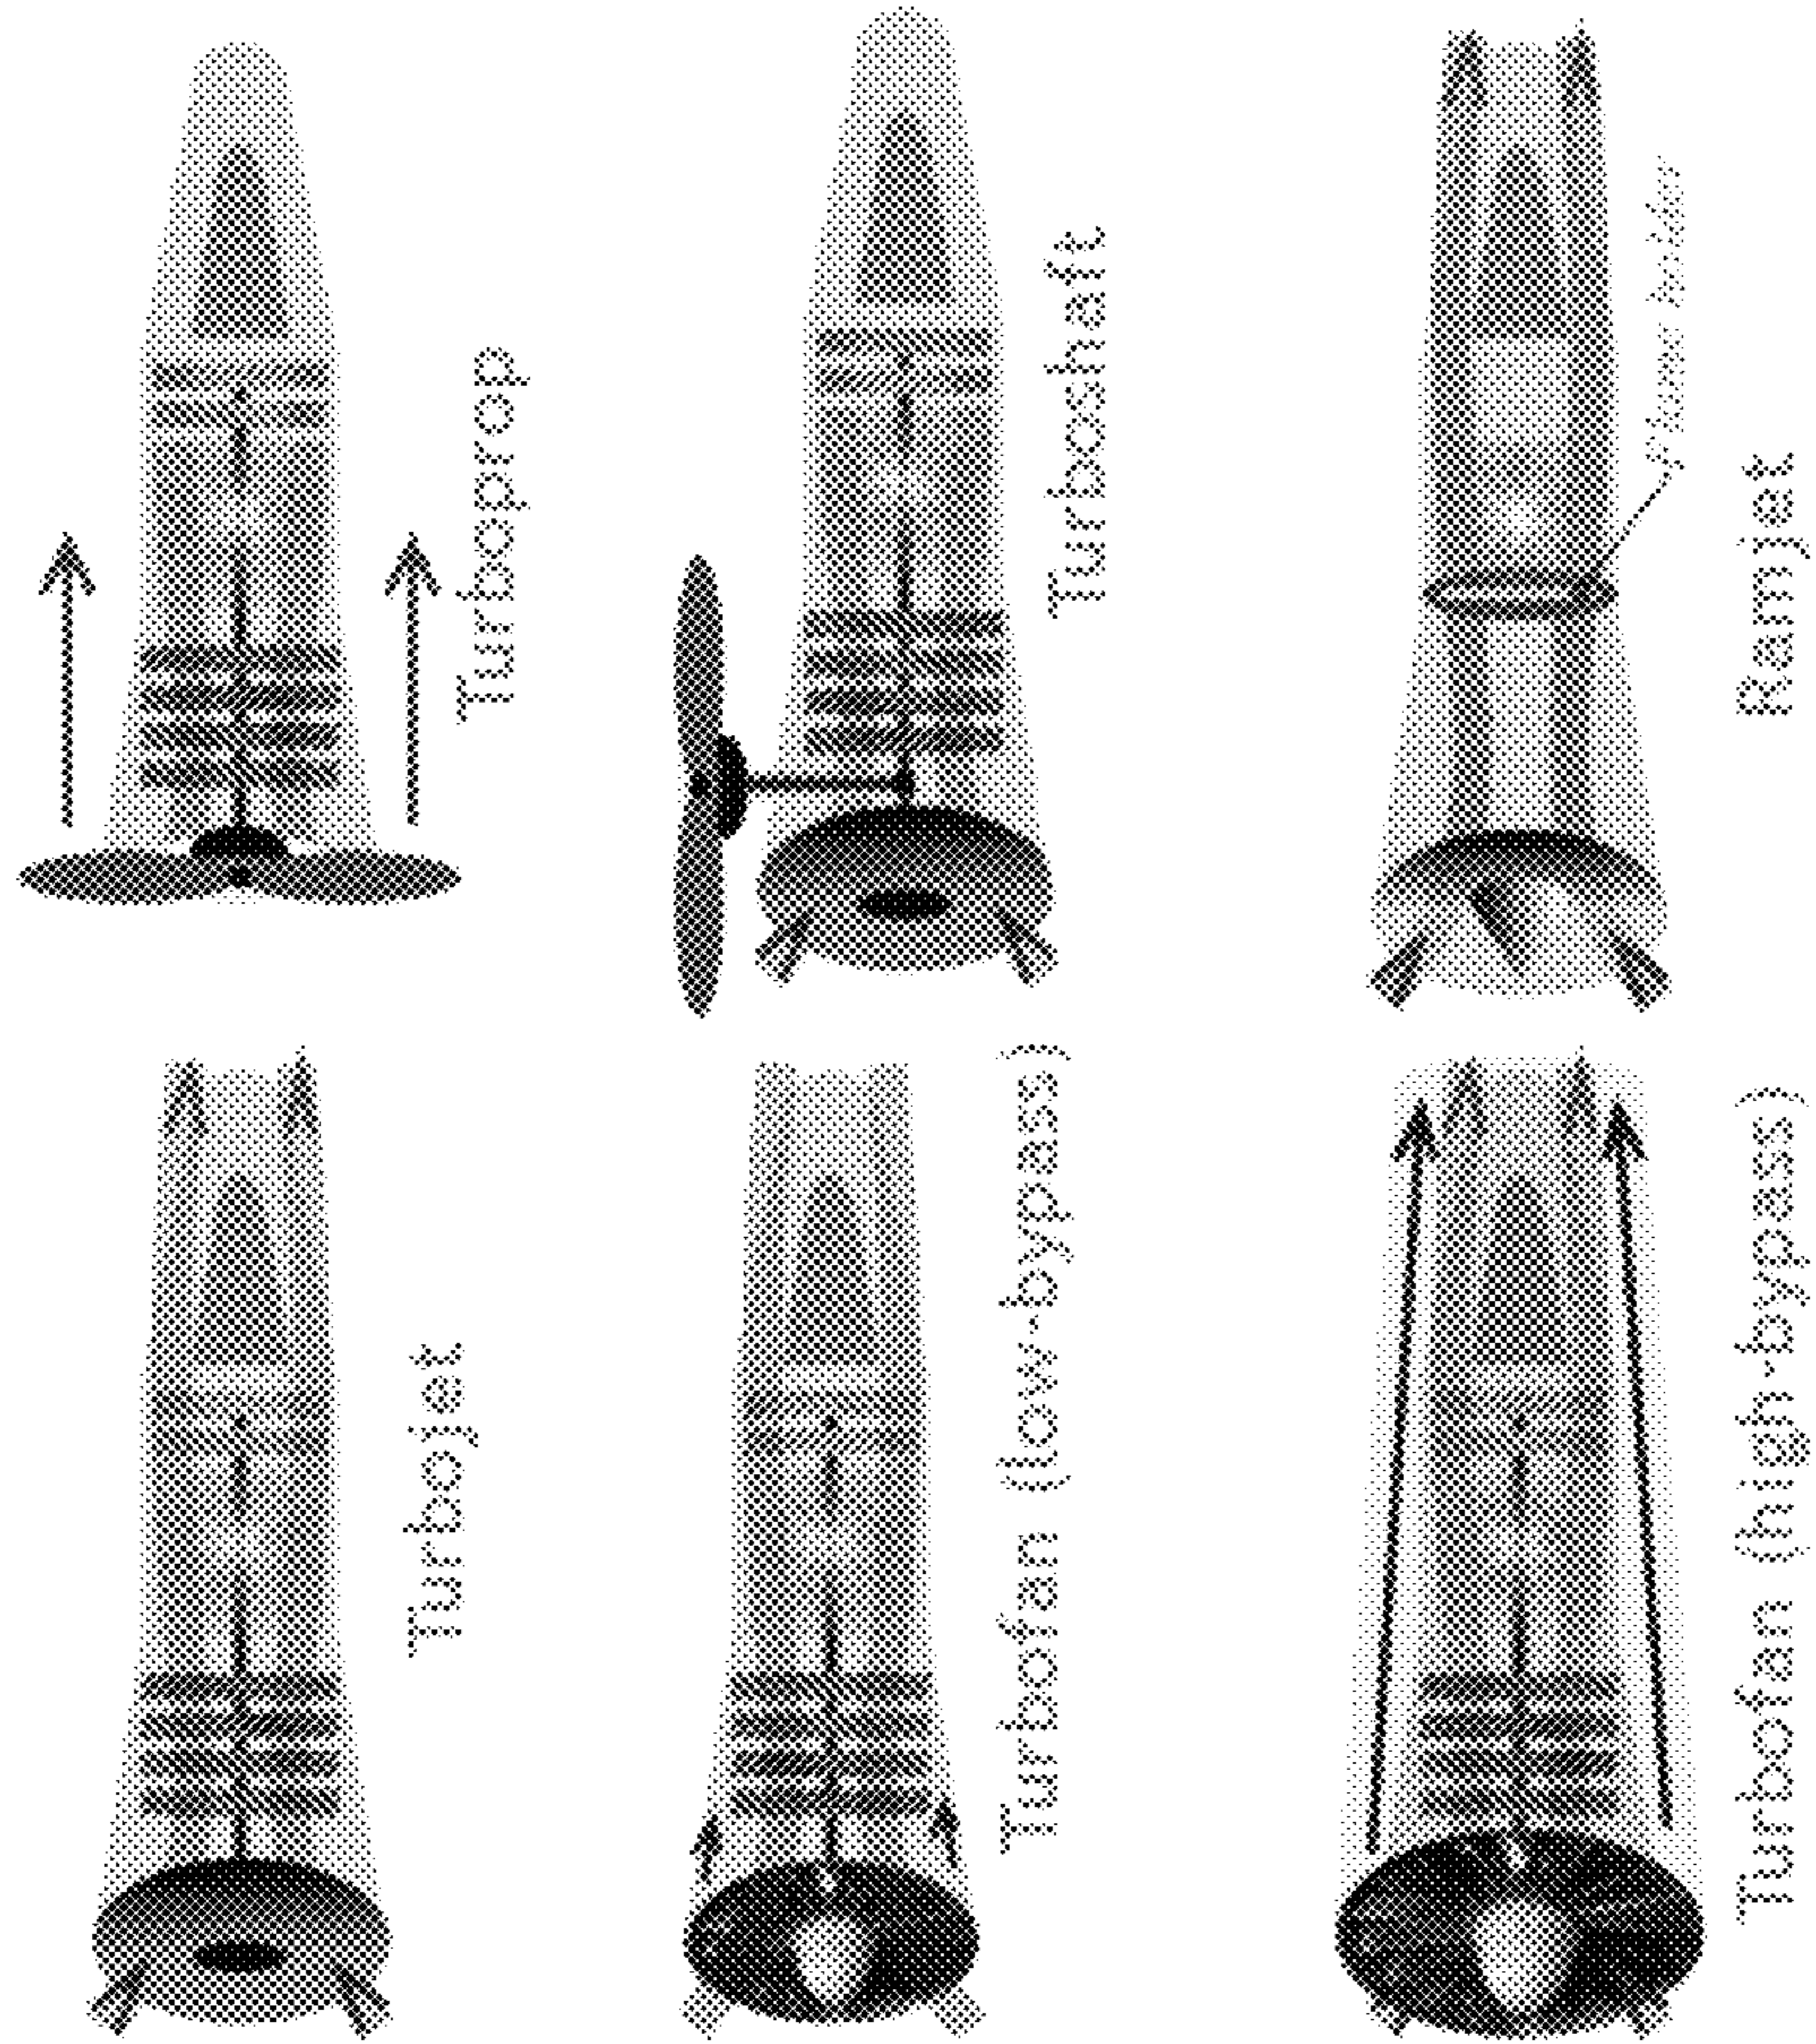 Turbojet
Turboprop
Turbofan (low-bypass)
Turboshaft
Turbofan (high-bypass)
Ramjet